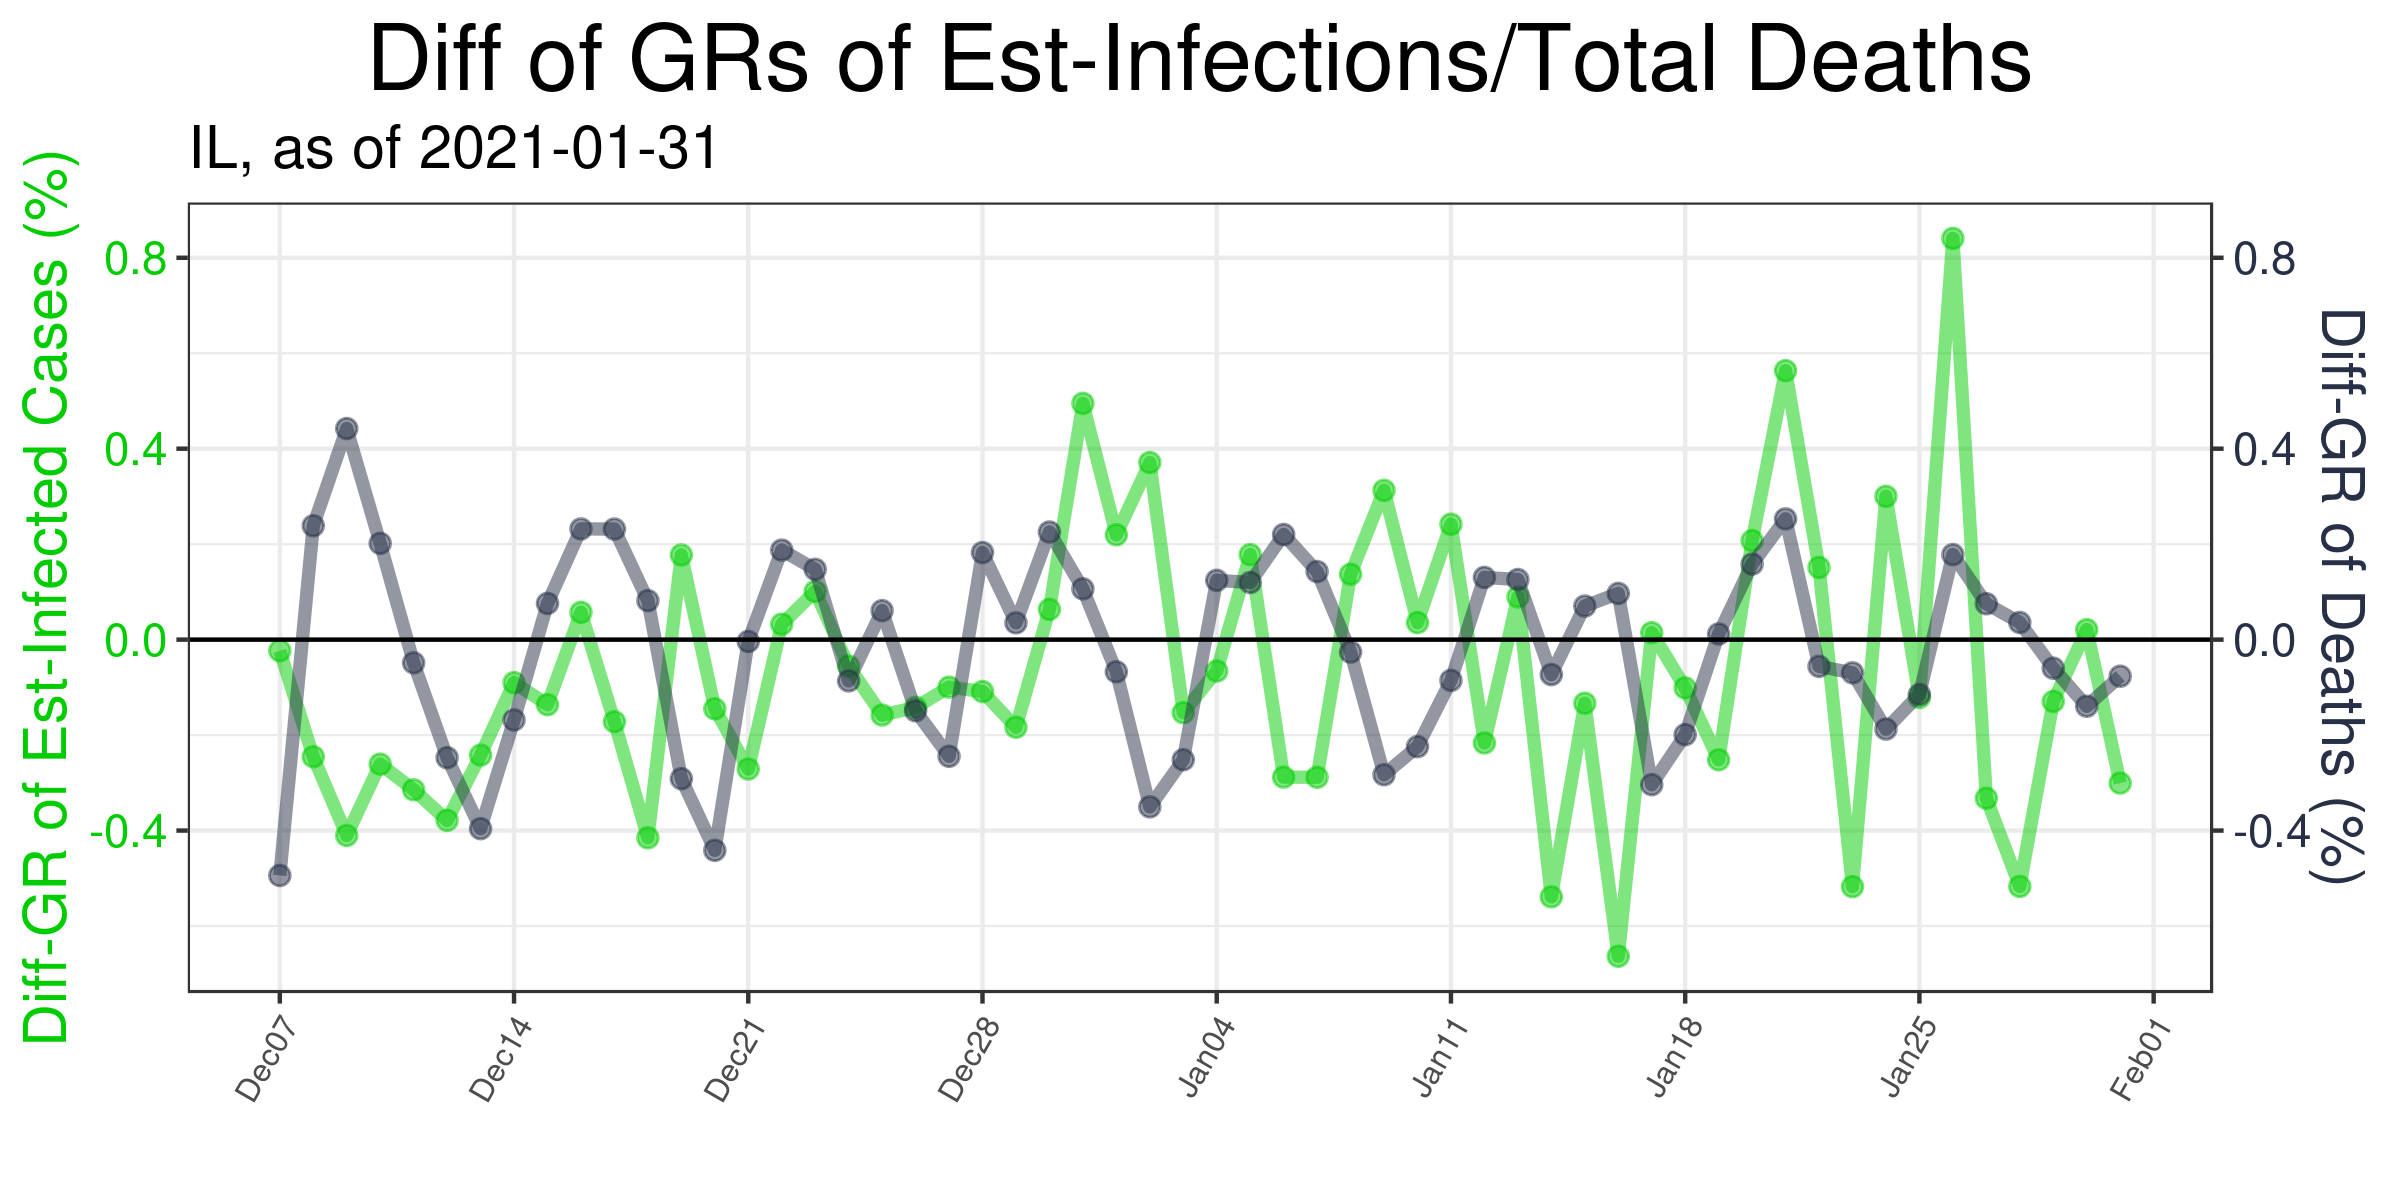 Diff of GRs of Est-Infections/Total Deaths
IL, as of 2021-01-31
Diff-GR of Est-Infected Cases (%)
0.8
0.4
0.0
-0.4
0.8
0.4
0.0
-0.4
Diff-GR of Deaths (%)
Dec07
Dec14
Dec21
Dec28
Jan04
Jan11
Jan18
Jan25
Feb01